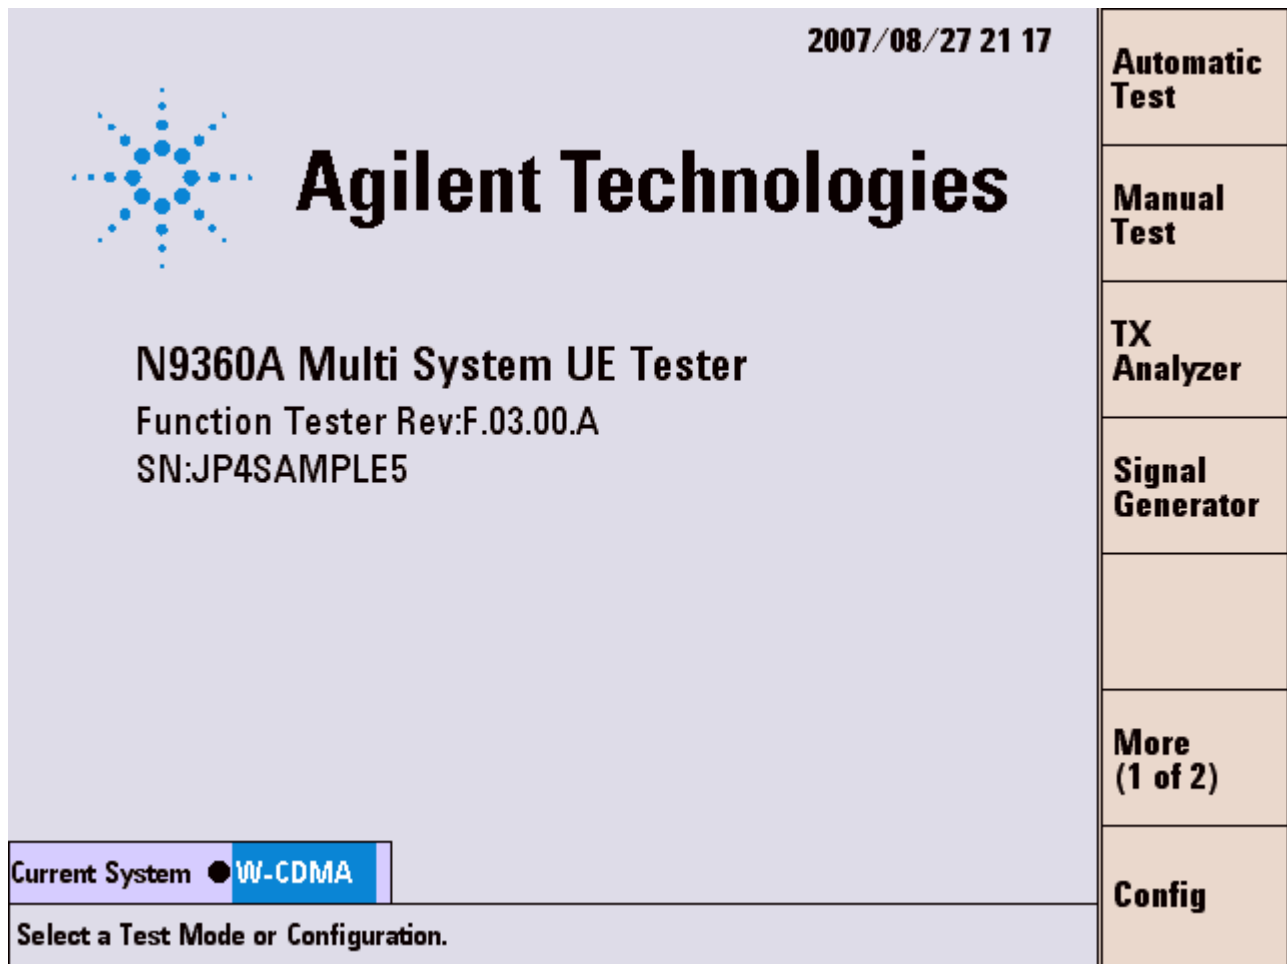 2007/08/27 21 17
Agilent Technologies
N9360A Multi System UE Tester
Function Tester Rev:F.03.00.A
SN:JP4SAMPLE5
Current System ●W-CDMA
Select a Test Mode or Configuration.
Automatic
Test
Manual
Test
TX
Analyzer
Signal
Generator
More
(1 of 2)
Config